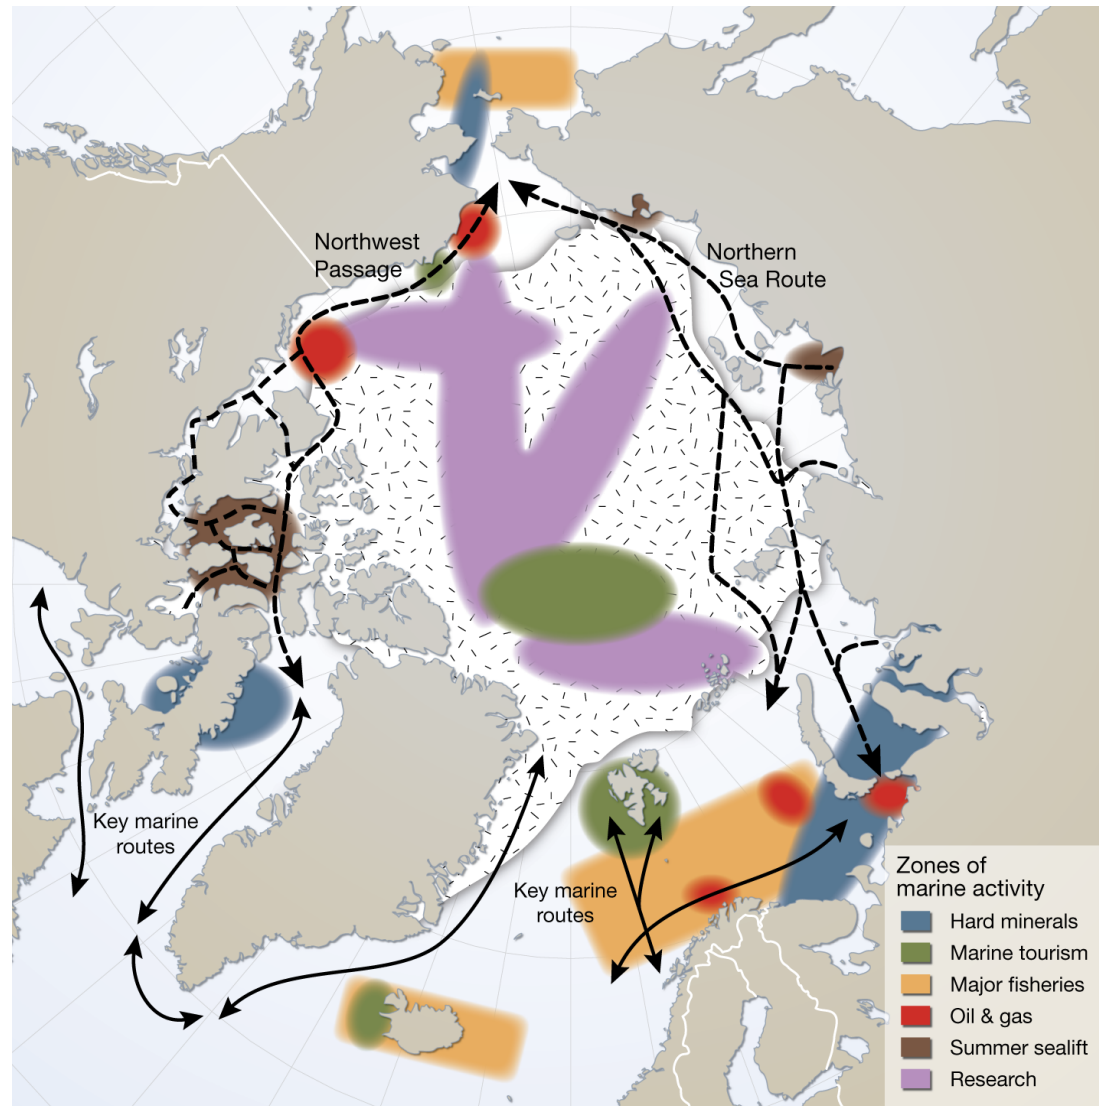 Northwest
Passage
Northern
Sea Route
Key marine
routes
Key marine
routes
Zones of
marine activity
Hard minerals
Marine tourism
Major fisheries
Oil & gas
Summer sealift
Research